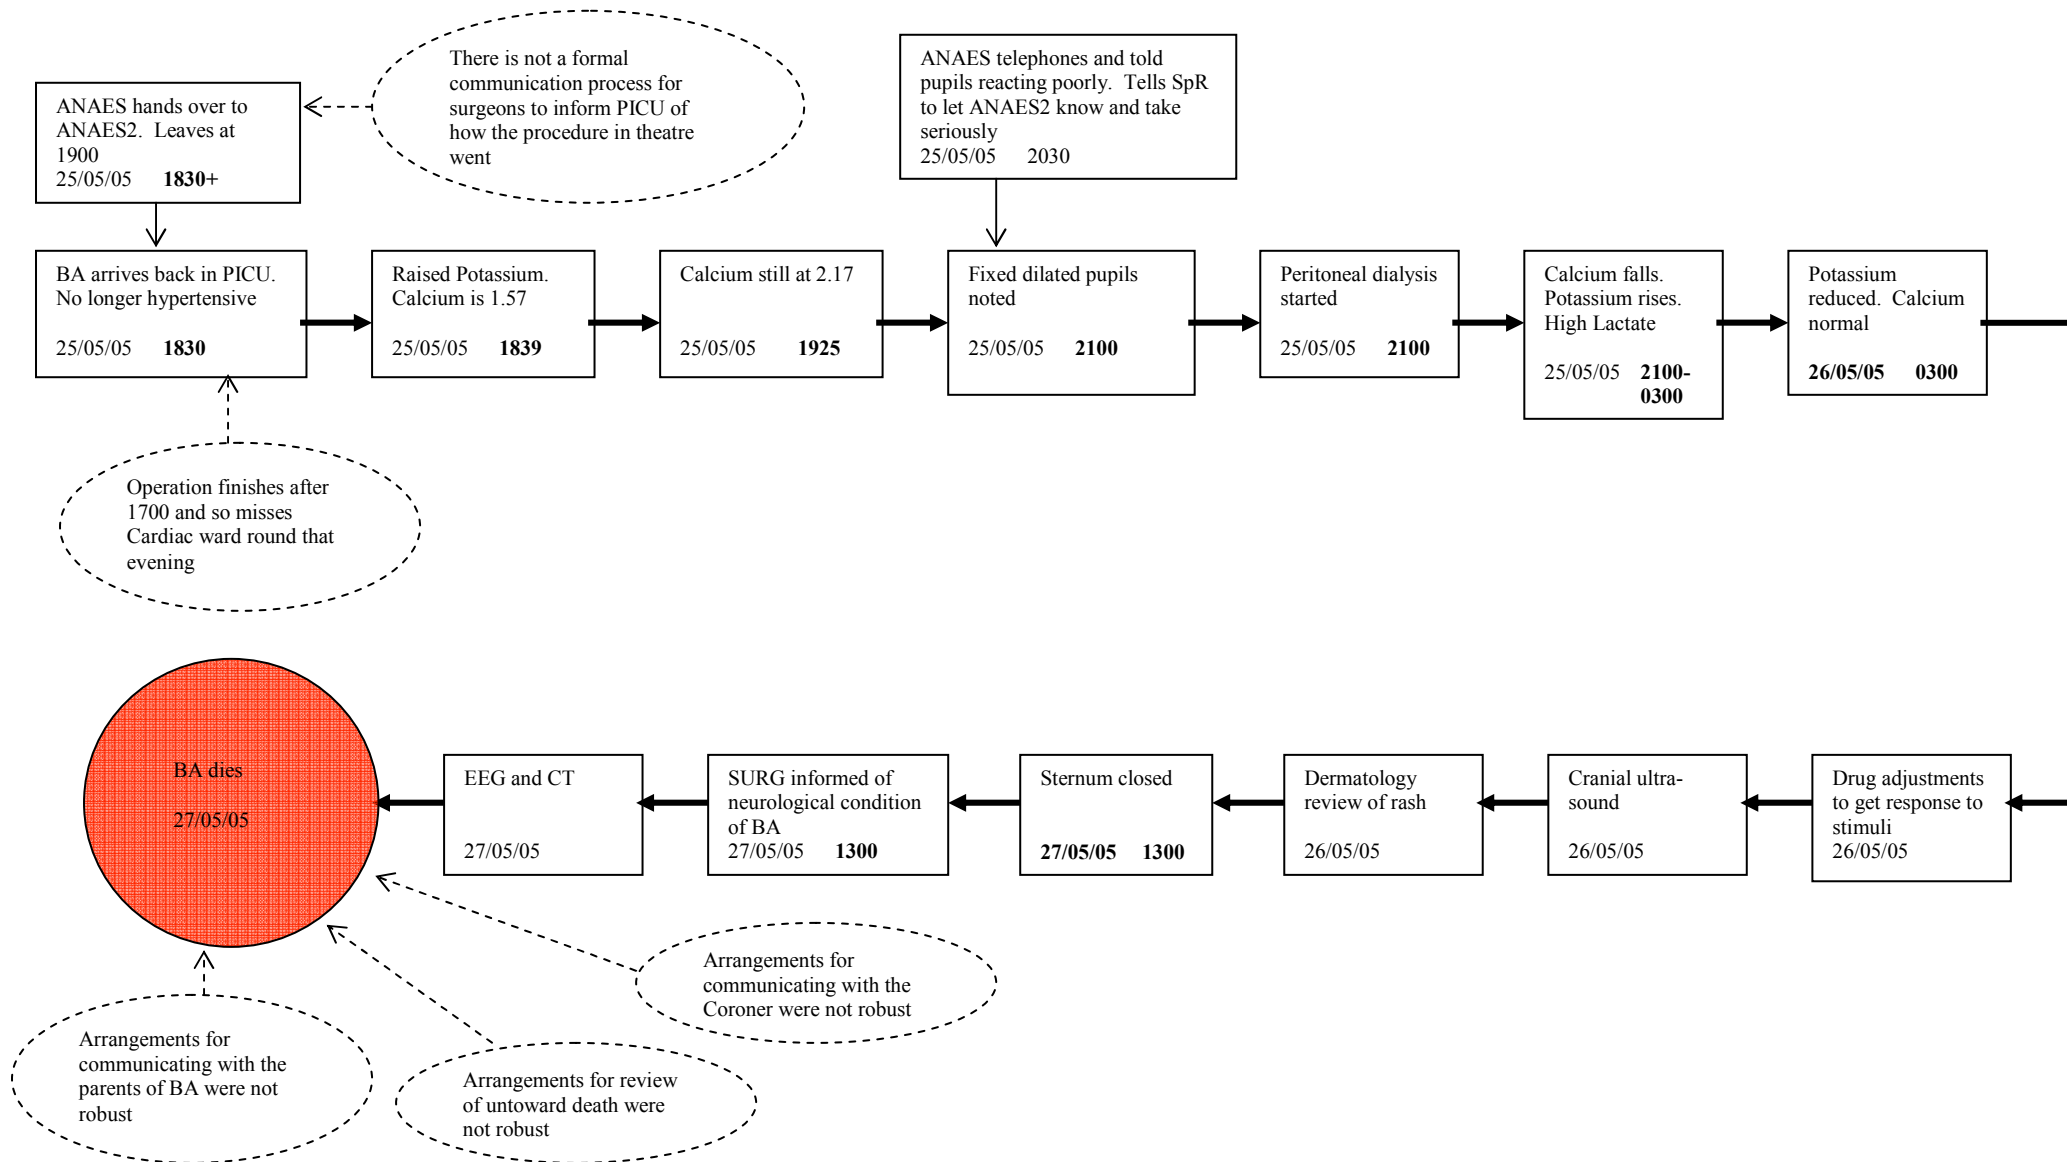 There is not a formal
communication process for
surgeons to inform PICU of
how the procedure in theatre
went
ANAES telephones and told
pupils reacting poorly.  Tells SpR
to let ANAES2 know and take
seriously
25/05/05 2030
ANAES hands over to
ANAES2.  Leaves at
1900
25/05/05 1830+
BA arrives back in PICU.
No longer hypertensive
25/05/05 1830
Raised Potassium.
Calcium is 1.57
25/05/05 1839
Calcium still at 2.17
25/05/05 1925
Fixed dilated pupils
noted
25/05/05 2100
Peritoneal dialysis
started
25/05/05 2100
Calcium falls.
Potassium rises.
High Lactate
25/05/05 2100-
0300
Potassium
reduced.  Calcium
normal
26/05/05 0300
Operation finishes after
1700 and so misses
Cardiac ward round that
evening
BA dies
27/05/05
EEG and CT
27/05/05
SURG informed of
neurological condition
of BA
27/05/05 1300
Sternum closed
27/05/05 1300
Dermatology
review of rash
26/05/05
Cranial ultra-
sound
26/05/05
Drug adjustments
to get response to
stimuli
26/05/05
Arrangements for
communicating with the
Coroner were not robust
Arrangements for
communicating with the
parents of BA were not
robust
Arrangements for review
of untoward death were
not robust